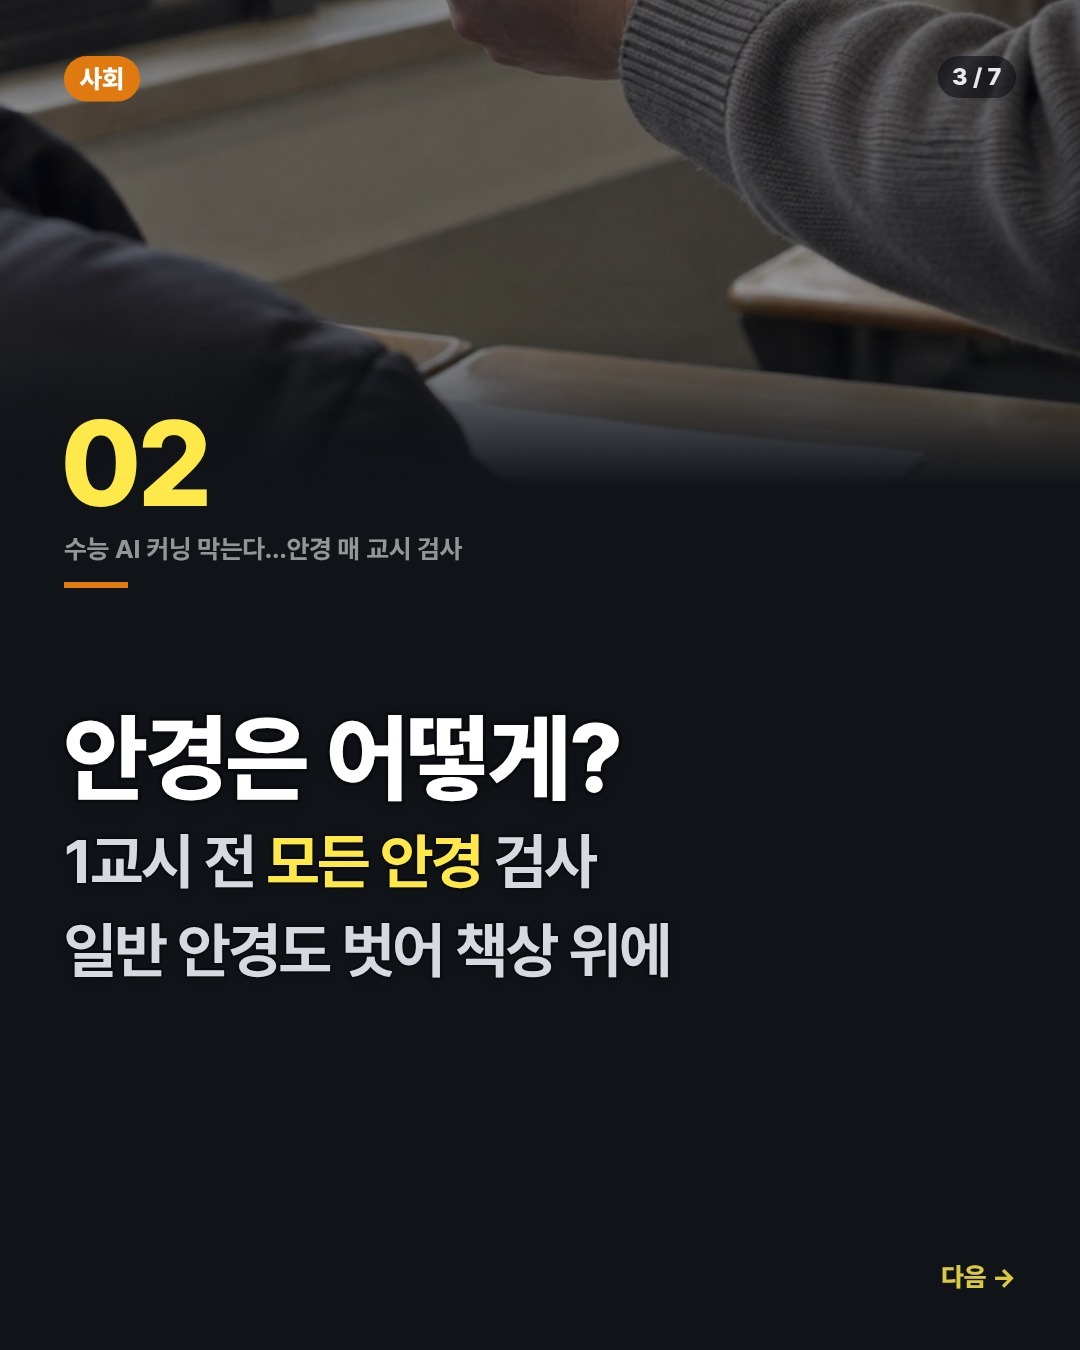 사회
3 / 7
02
수능 AI 커닝 막는다...안경 매 교시 검사
안경은 어떻게?
1교시 전 모든 안경 검사
일반 안경도 벗어 책상 위에
다음 →